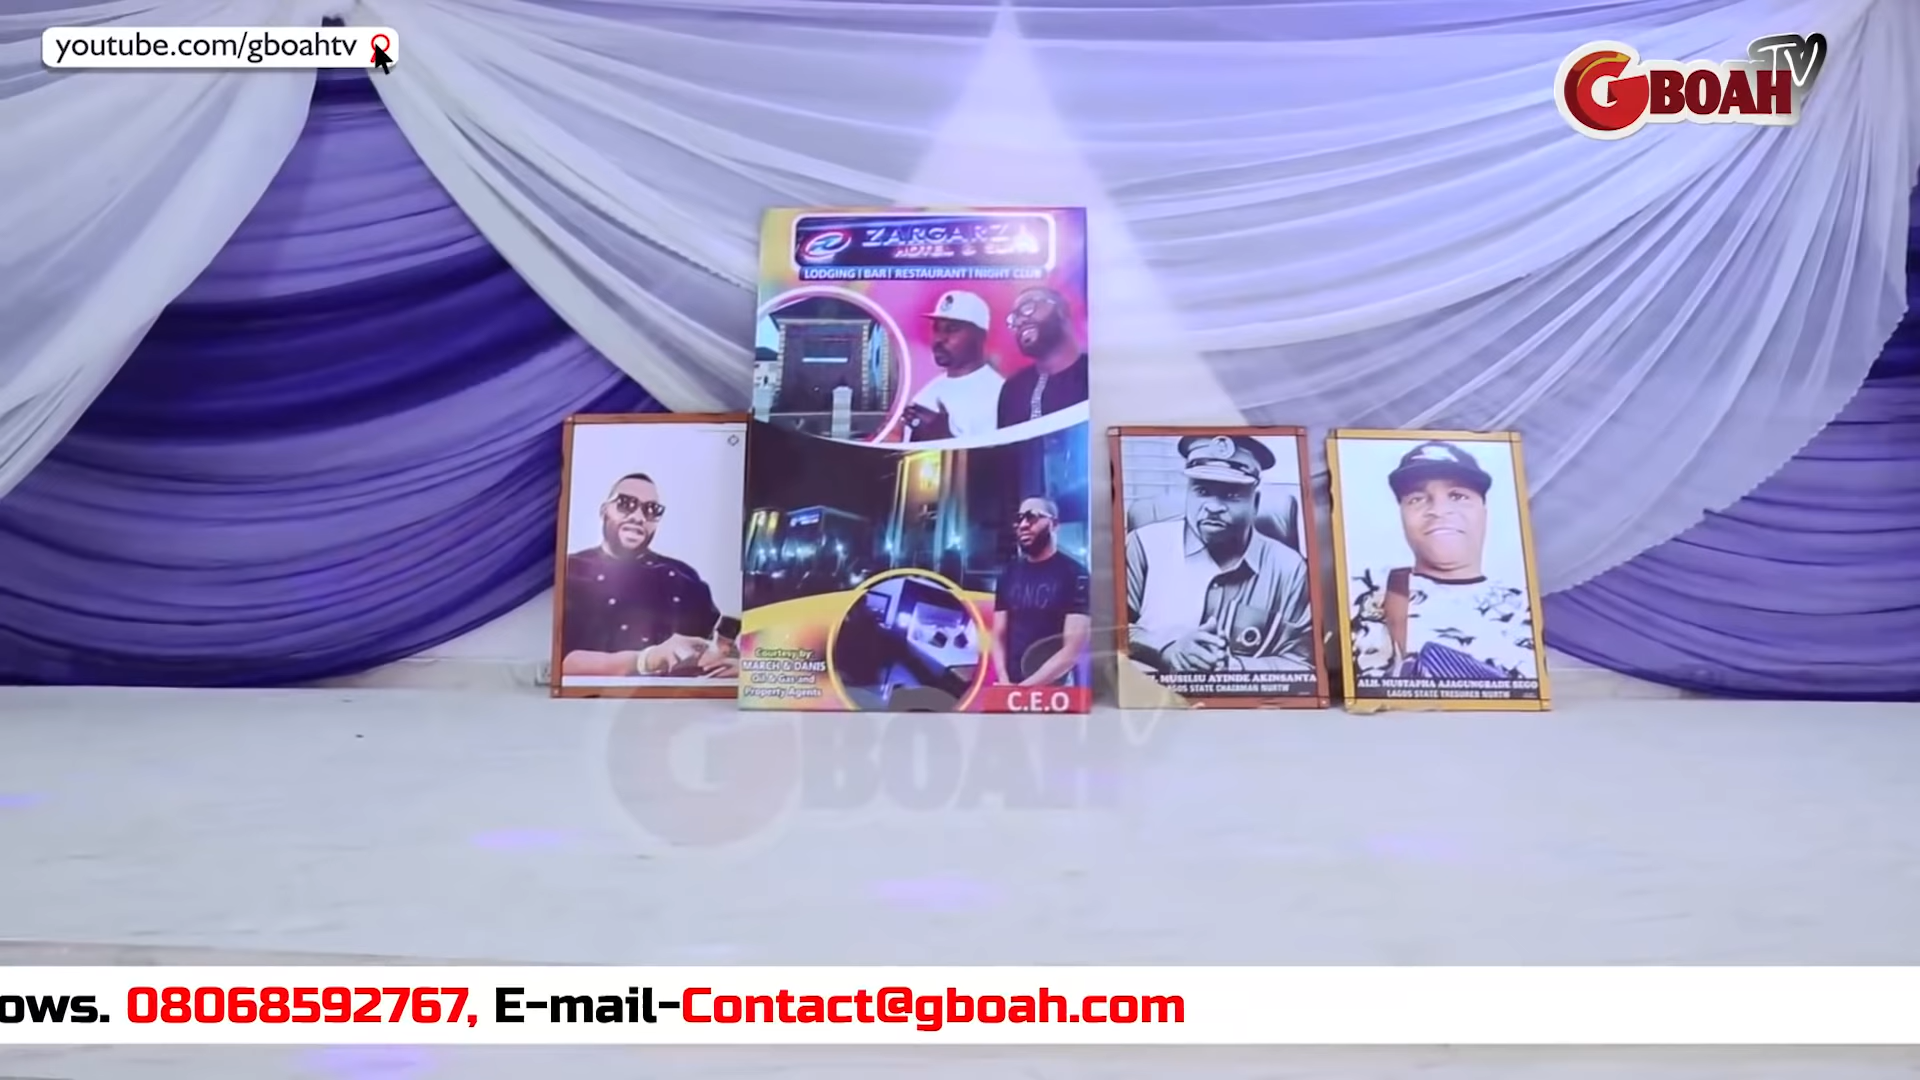 youtube.com/gboahtv
GBOAH TV
ZARGARZA
HOTEL &
LODGING | BAR | RESTAURANT | NIGHT CLUB
Courtesy by
MARCH & DANIS
Oil & Gas and
Property Agents
C.E.O
MUSILIU AYINDE AKINSANYA
STATE CHAIRMAN NURTW
ALH. MUSTAPHA AJAGUNGBADE SEGO
LAGOS STATE TRESURER NURTW
GBOAH
ows. 08068592767, E-mail-Contact@gboah.com